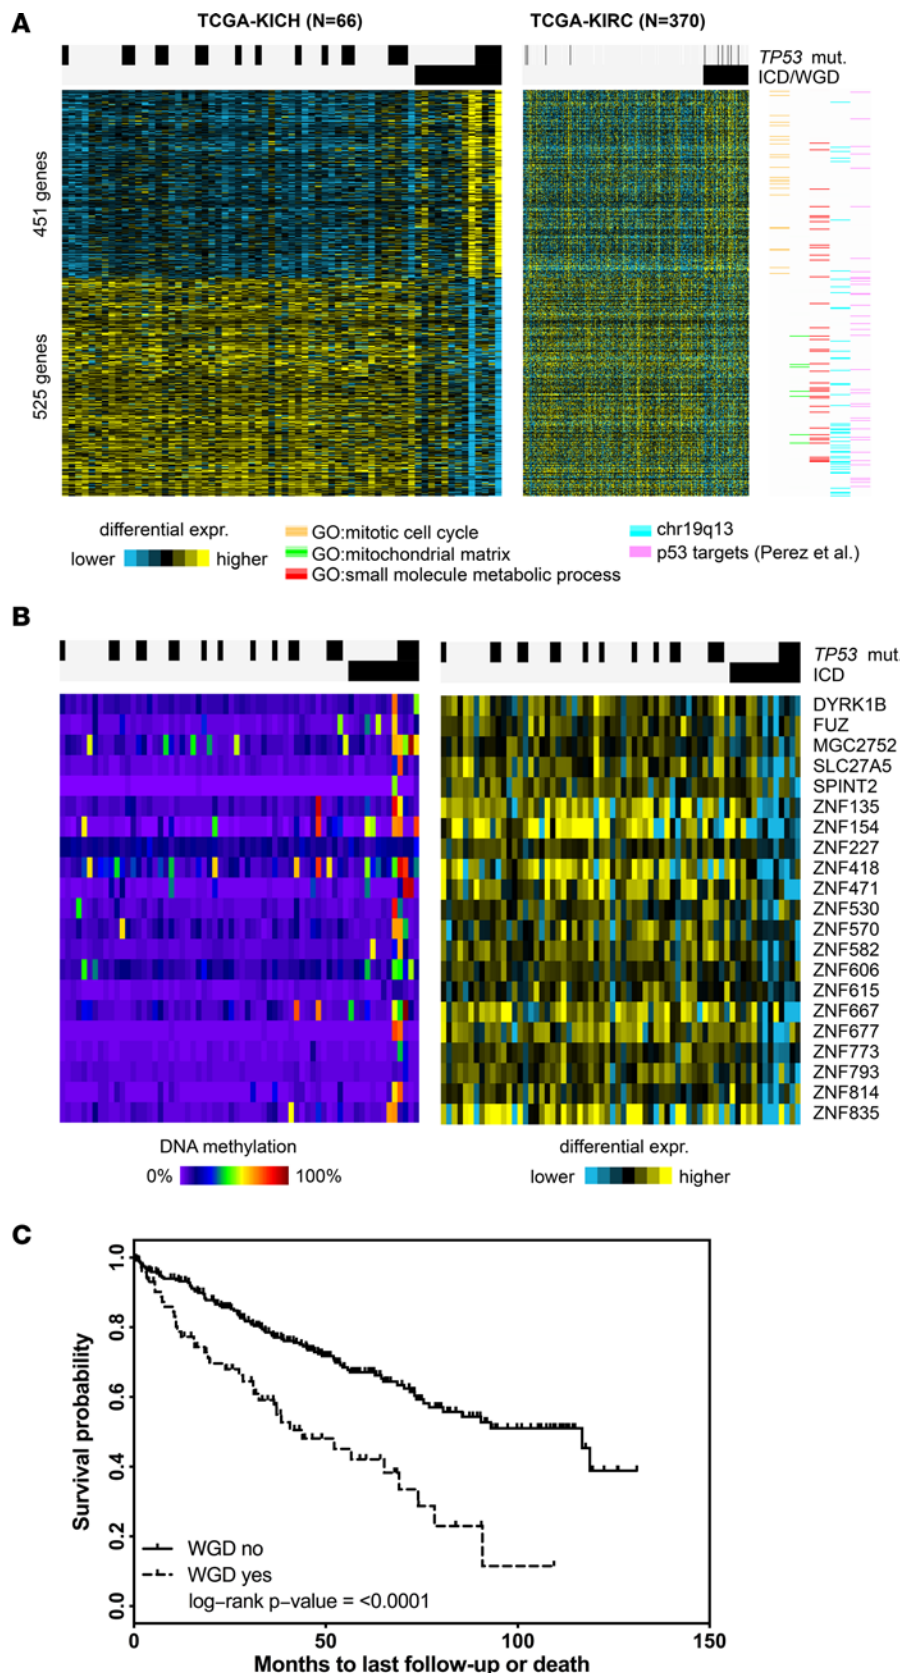 A
TCGA-KICH (N=66)
TCGA-KIRC (N=370)
TP53 mut.
ICD/WGD
451 genes
525 genes
differential expr.
lower higher
GO:mitotic cell cycle
GO:mitochondrial matrix
GO:small molecule metabolic process
chr19q13
p53 targets (Perez et al.)
B
TP53 mut.
ICD
DYRK1B
FUZ
MGC2752
SLC27A5
SPINT2
ZNF135
ZNF154
ZNF227
ZNF418
ZNF471
ZNF530
ZNF570
ZNF582
ZNF606
ZNF615
ZNF667
ZNF677
ZNF773
ZNF793
ZNF814
ZNF835
DNA methylation
0% 100%
differential expr.
lower higher
C
Survival probability
1.0
0.8
0.6
0.4
0.2
0.0
WGD no
WGD yes
log-rank p-value = <0.0001
0 50 100 150
Months to last follow-up or death